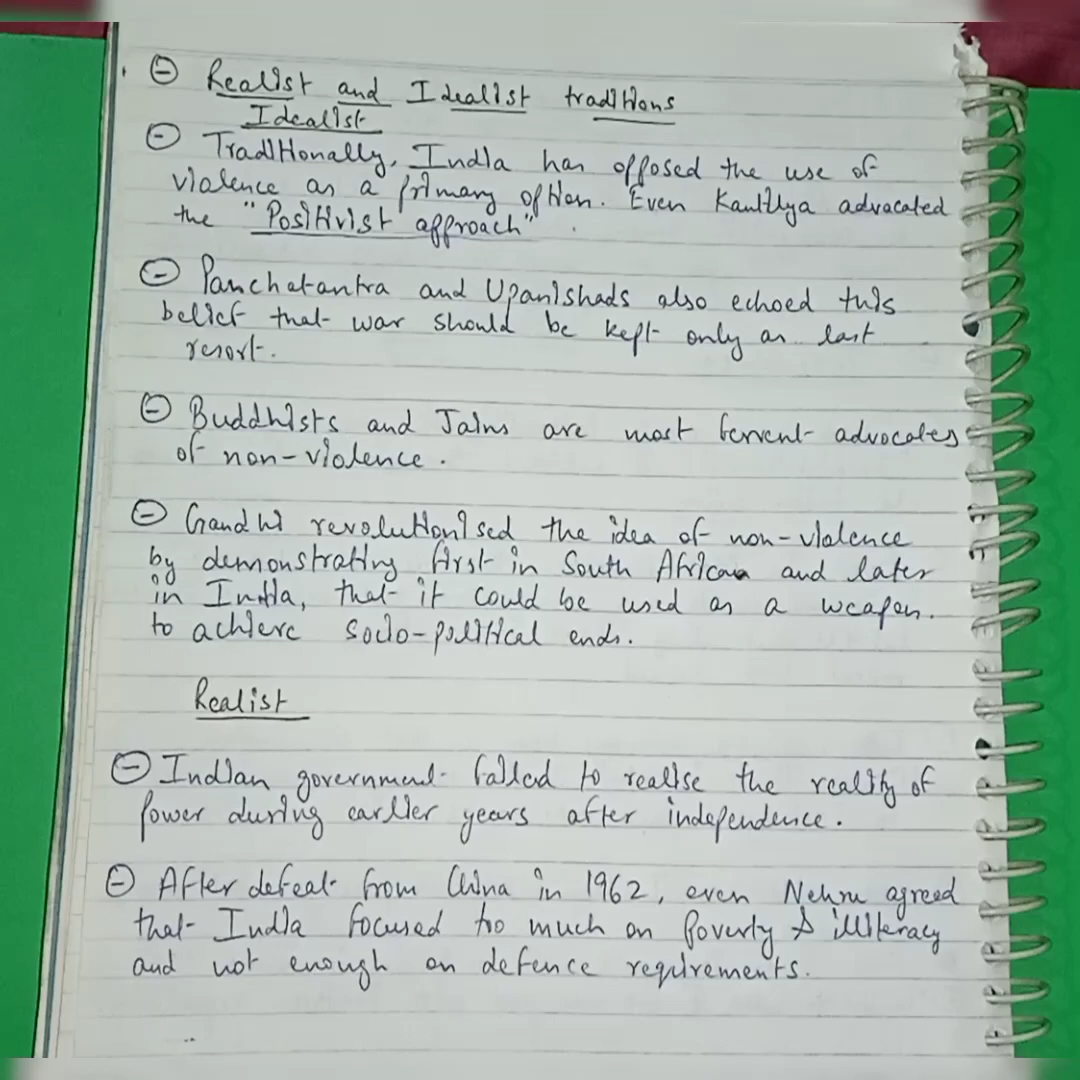 ⊖ Realist and Idealist traditions
Idealist
⊖ Traditionally, India has opposed the use of
violence as a primary option. Even Kautilya advocated
the "Positivist approach".
⊖ Panchatantra and Upanishads also echoed this
belief that war should be kept only as last
resort.
⊖ Buddhists and Jains are most fervent advocates
of non-violence.
⊖ Gandhi revolutionised the idea of non-violence
by demonstrating first in South African and later
in India, that it could be used as a weapon.
to achieve socio-political ends.
Realist
⊖ Indian government failed to realise the reality of
power during earlier years after independence.
⊖ After defeat from China in 1962, even Nehru agreed
that India focused too much on Poverty & illiteracy
and not enough on defence requirements.